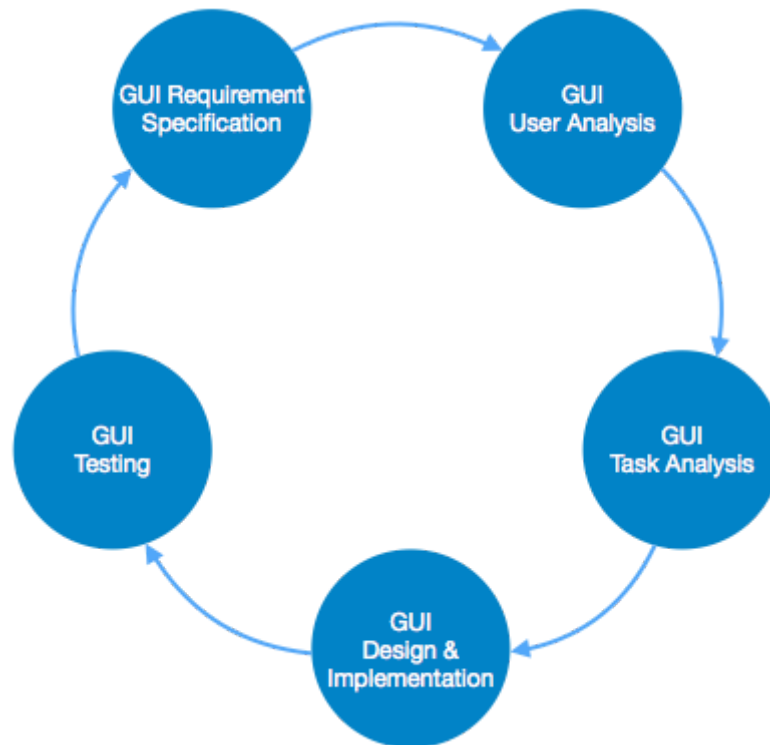 GUI Requirement
Specification
GUI
User Analysis
GUI
Task Analysis
GUI
Design &
Implementation
GUI
Testing